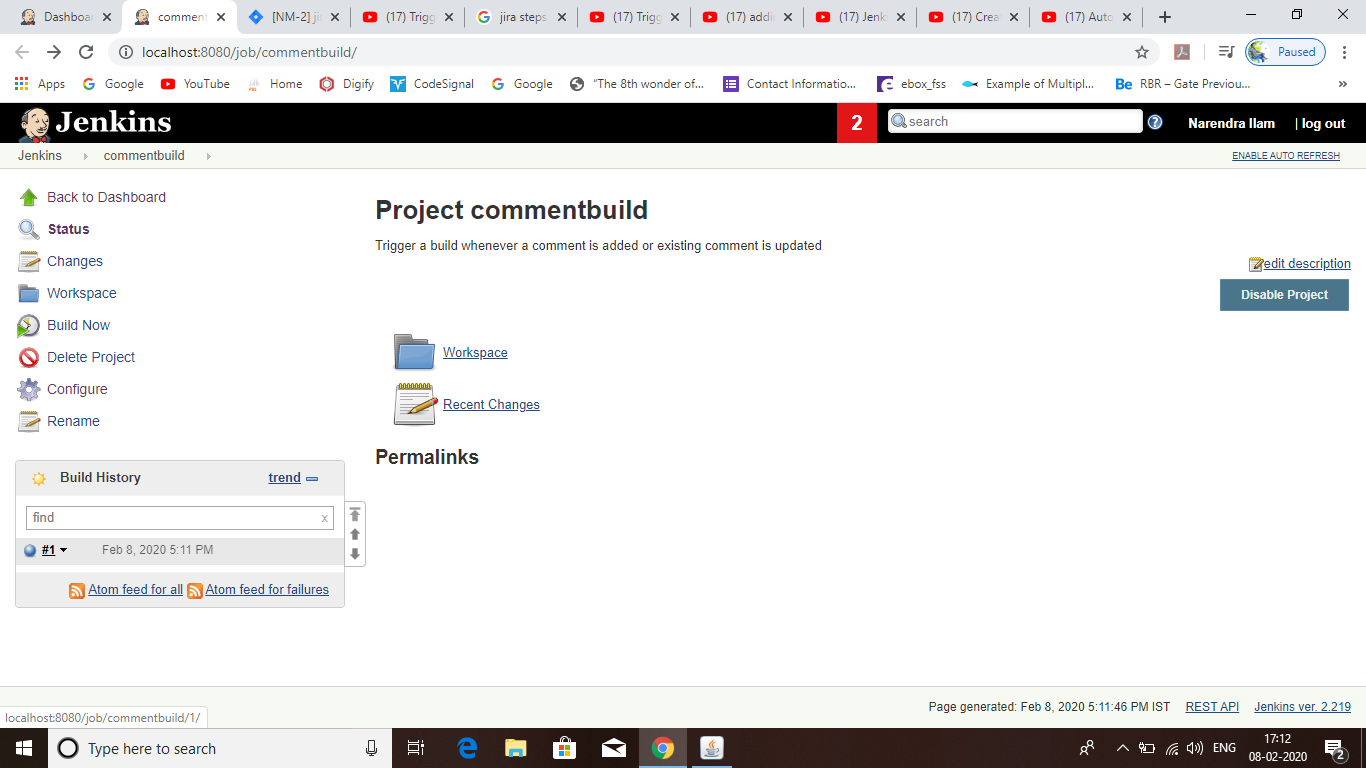 Dashboa
comment
[NM-2] ji
(17) Trigg
jira steps
(17) Trigg
(17) addi
(17) Jenk
(17) Crea
(17) Auto
localhost:8080/job/commentbuild/
Paused
Apps
Google
YouTube
Home
Digify
CodeSignal
Google
"The 8th wonder of...
Contact Informatio...
ebox_fss
Example of Multipl...
Be RBR – Gate Previou...
»
Jenkins
2
search
Narendra Ilam
| log out
Jenkins
commentbuild
ENABLE AUTO REFRESH
Back to Dashboard
Status
Changes
Workspace
Build Now
Delete Project
Configure
Rename
Project commentbuild
Trigger a build whenever a comment is added or existing comment is updated
edit description
Disable Project
Workspace
Recent Changes
Permalinks
Build History
trend
find
x
#1
Feb 8, 2020 5:11 PM
Atom feed for all
Atom feed for failures
Page generated: Feb 8, 2020 5:11:46 PM IST
REST API
Jenkins ver. 2.219
localhost:8080/job/commentbuild/1/
Type here to search
ENG
17:12
08-02-2020
2